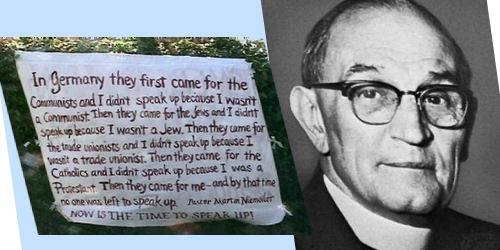 In Germany they first came for the
Communists and I didn't speak up because I wasn't
a Communist. Then they came for the Jews and I didn't
speak up because I wasn't a Jew. Then they came for
the trade unionists and I didn't speak up because I
wasn't a trade unionist. Then they came for the
Catholics and I didn't speak up because I was a
Protestant. Then they came for me-and by that time
no one was left to speak up. Pastor Martin Niemoller
NOW IS THE TIME TO SPEAK UP!